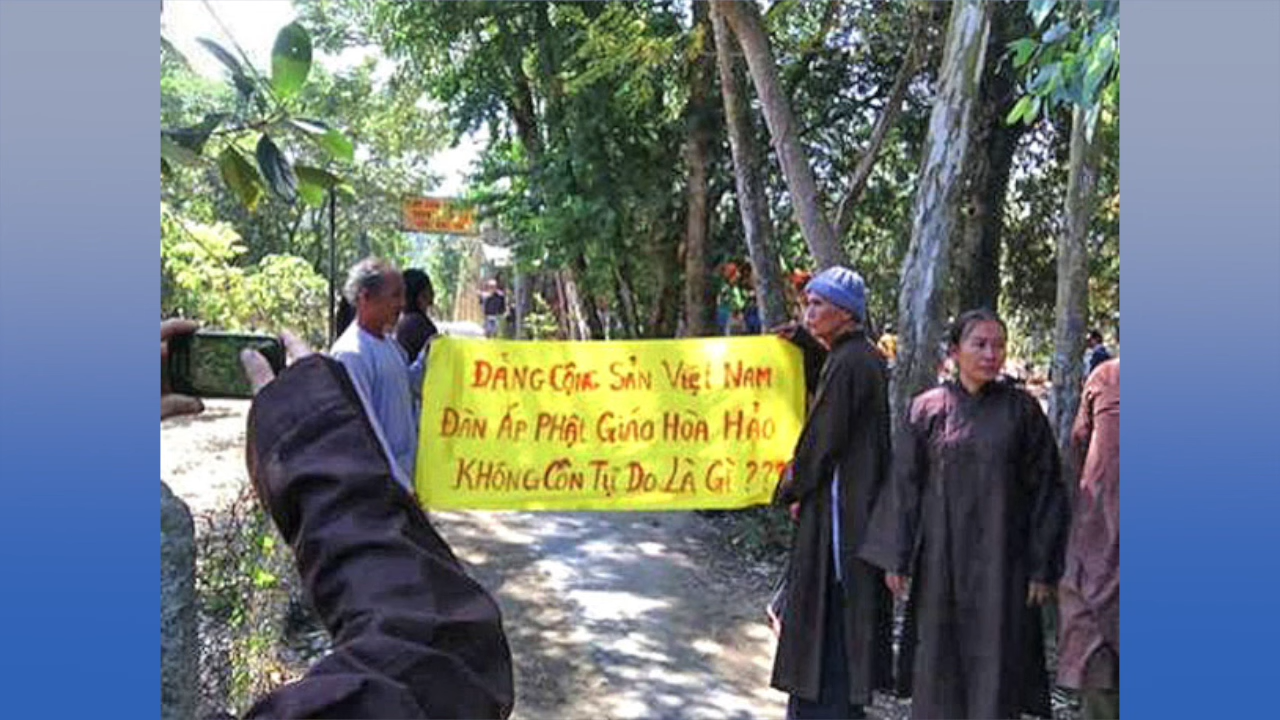 ĐẢNG CỘNG SẢN VIỆT NAM
ĐÀN ÁP PHẬT GIÁO HÒA HẢO
KHÔNG CÒN TỰ DO LÀ GÌ ???